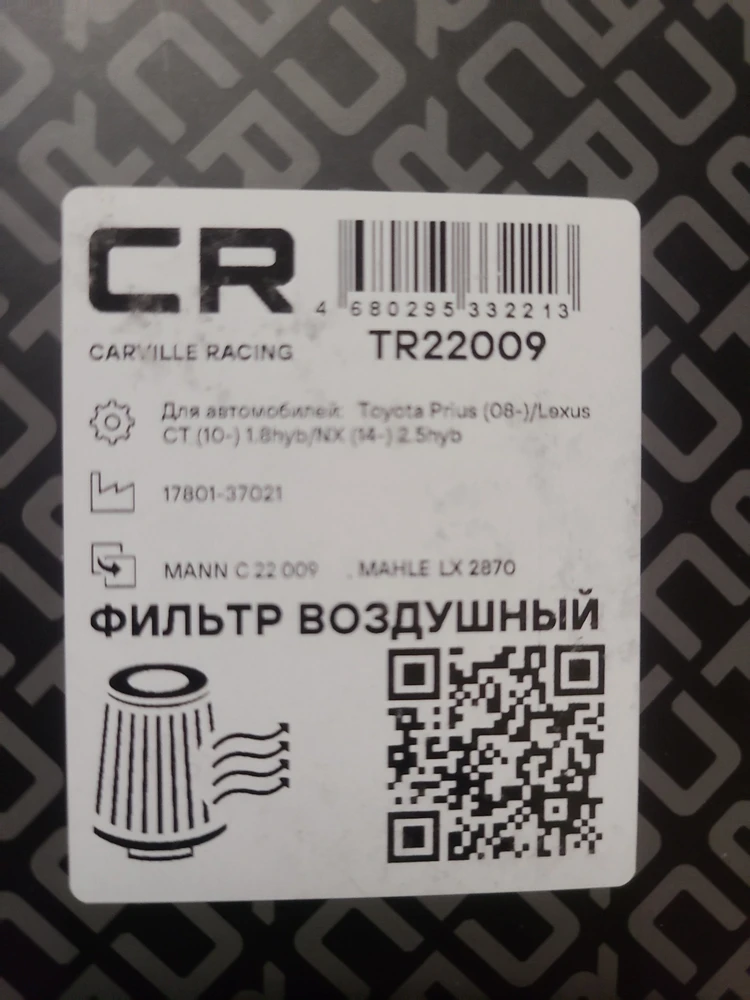 CR
4 680295 332213
CARVILLE RACING
TR22009
Для автомобилей: Toyota Prius (08-)/Lexus
CT (10-) 1.8hyb/NX (14-) 2.5hyb
17801-37021
MANN C 22 009 , MAHLE LX 2870
ФИЛЬТР ВОЗДУШНЫЙ